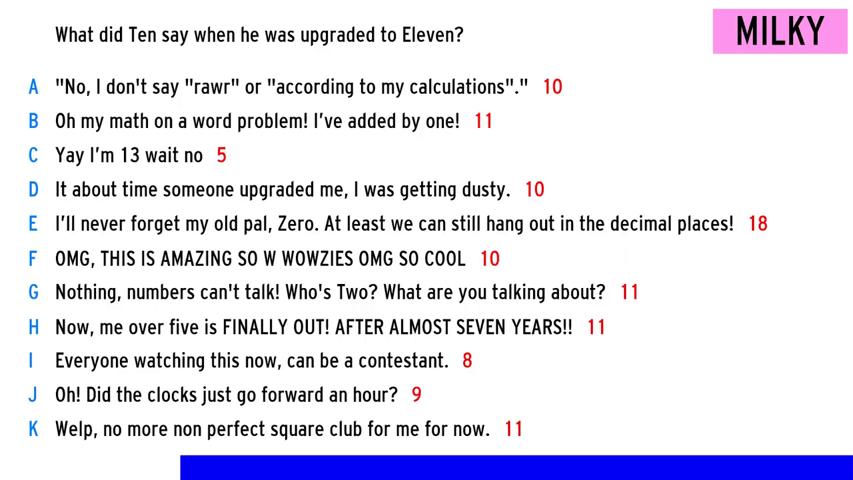 What did Ten say when he was upgraded to Eleven?
MILKY
A "No, I don't say "rawr" or "according to my calculations"." 10
B Oh my math on a word problem! I've added by one! 11
C Yay I'm 13 wait no 5
D It about time someone upgraded me, I was getting dusty. 10
E I'll never forget my old pal, Zero. At least we can still hang out in the decimal places! 18
F OMG, THIS IS AMAZING SO W WOWZIES OMG SO COOL 10
G Nothing, numbers can't talk! Who's Two? What are you talking about? 11
H Now, me over five is FINALLY OUT! AFTER ALMOST SEVEN YEARS!! 11
I Everyone watching this now, can be a contestant. 8
J Oh! Did the clocks just go forward an hour? 9
K Welp, no more non perfect square club for me for now. 11